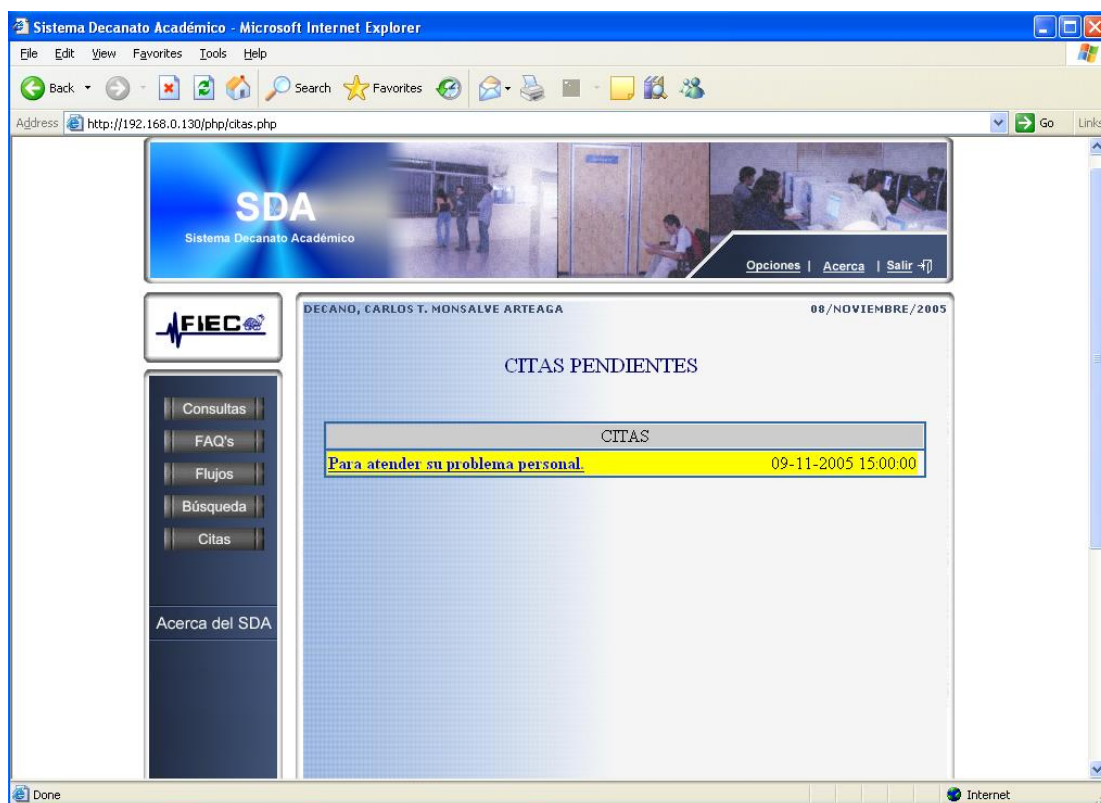 Sistema Decanato Académico - Microsoft Internet Explorer
File Edit View Favorites Tools Help
Back Search Favorites
Address http://192.168.0.130/php/citas.php Go Links
SDA
Sistema Decanato Académico
Opciones | Acerca | Salir
FIEC
DECANO, CARLOS T. MONSALVE ARTEAGA 08/NOVIEMBRE/2005
CITAS PENDIENTES
Consultas
FAQ's
Flujos
Búsqueda
Citas
Acerca del SDA
CITAS
Para atender su problema personal. 09-11-2005 15:00:00
Done Internet